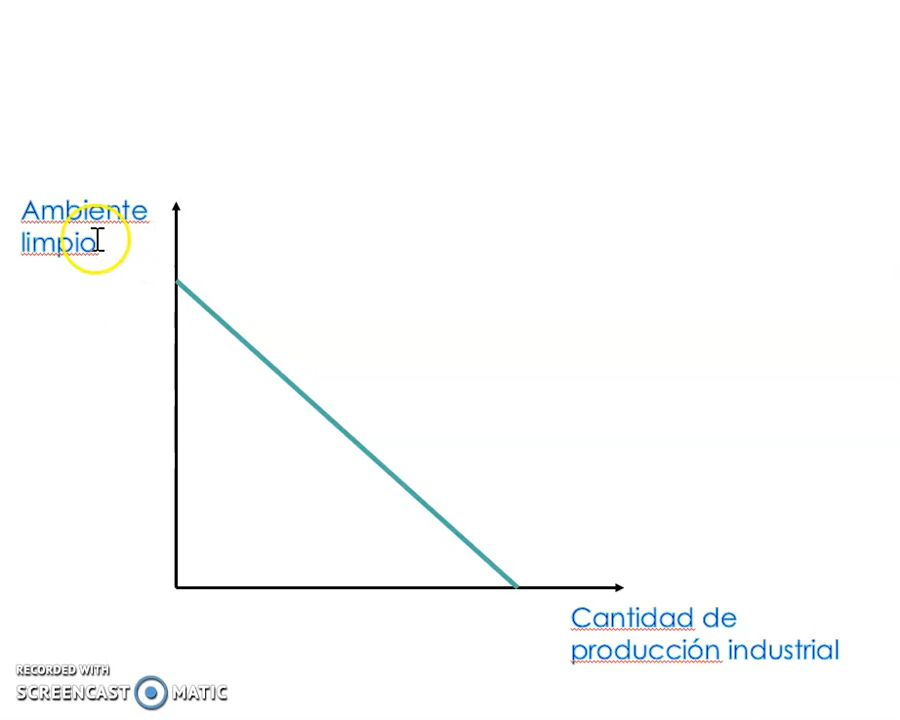 Ambiente
limpio
Cantidad de
producción industrial
RECORDED WITH
SCREENCAST MATIC